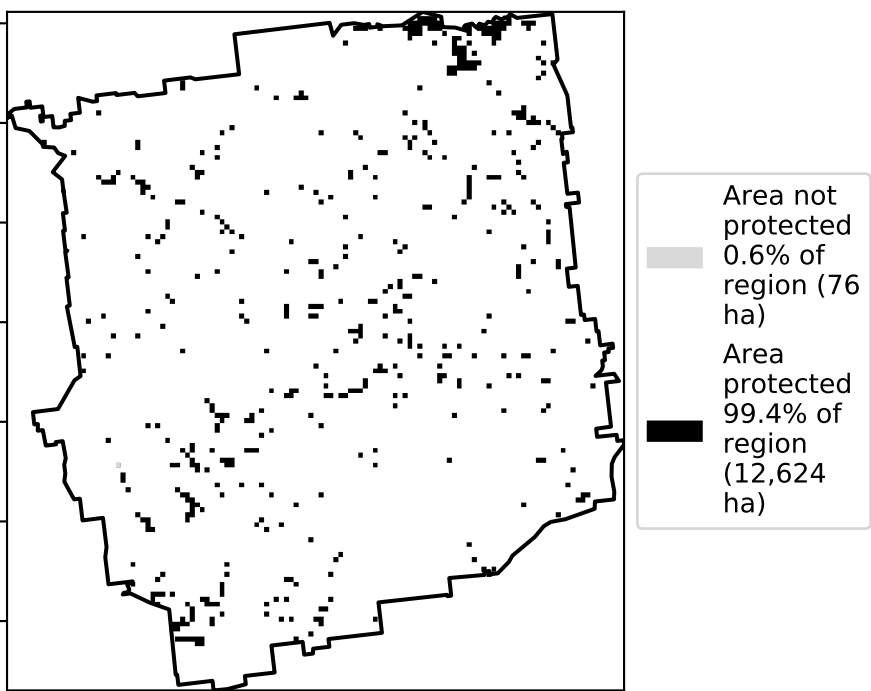 Area not
protected
0.6% of
region (76
ha)
Area
protected
99.4% of
region
(12,624
ha)